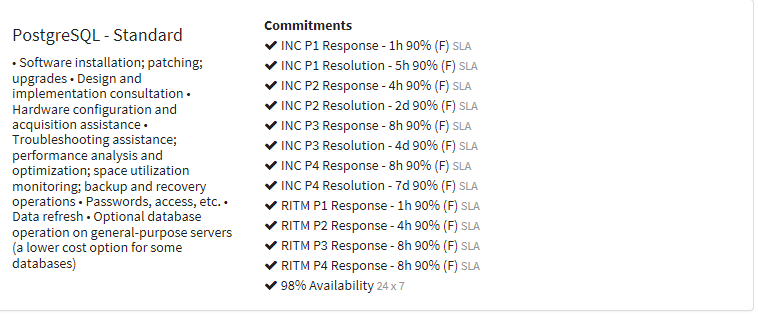 PostgreSQL - Standard
• Software installation; patching;
upgrades • Design and
implementation consultation •
Hardware configuration and
acquisition assistance •
Troubleshooting assistance;
performance analysis and
optimization; space utilization
monitoring; backup and recovery
operations • Passwords, access, etc. •
Data refresh • Optional database
operation on general-purpose servers
(a lower cost option for some
databases)
Commitments
✔ INC P1 Response - 1h 90% (F) SLA
✔ INC P1 Resolution - 5h 90% (F) SLA
✔ INC P2 Response - 4h 90% (F) SLA
✔ INC P2 Resolution - 2d 90% (F) SLA
✔ INC P3 Response - 8h 90% (F) SLA
✔ INC P3 Resolution - 4d 90% (F) SLA
✔ INC P4 Response - 8h 90% (F) SLA
✔ INC P4 Resolution - 7d 90% (F) SLA
✔ RITM P1 Response - 1h 90% (F) SLA
✔ RITM P2 Response - 4h 90% (F) SLA
✔ RITM P3 Response - 8h 90% (F) SLA
✔ RITM P4 Response - 8h 90% (F) SLA
✔ 98% Availability 24 x 7